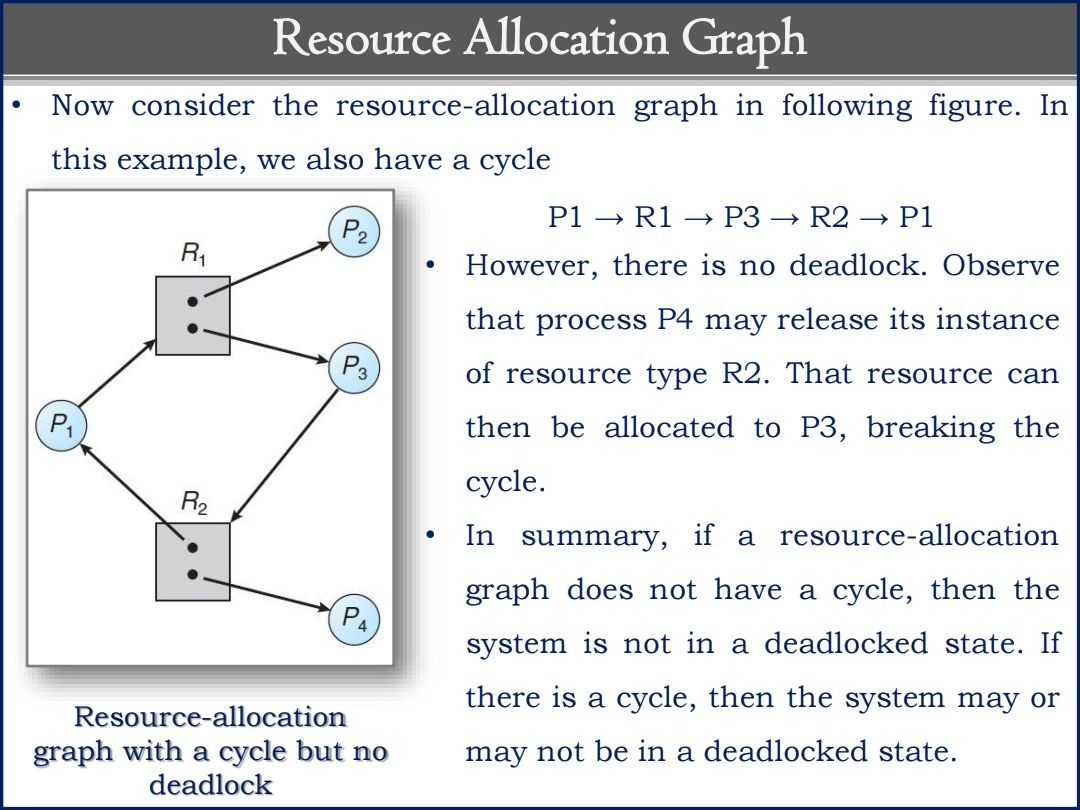 Resource Allocation Graph
• Now consider the resource-allocation graph in following figure. In
this example, we also have a cycle
P1 → R1 → P3 → R2 → P1
• However, there is no deadlock. Observe
that process P4 may release its instance
of resource type R2. That resource can
then be allocated to P3, breaking the
cycle.
• In summary, if a resource-allocation
graph does not have a cycle, then the
system is not in a deadlocked state. If
there is a cycle, then the system may or
may not be in a deadlocked state.
P2
R1
P3
P1
R2
P4
Resource-allocation
graph with a cycle but no
deadlock